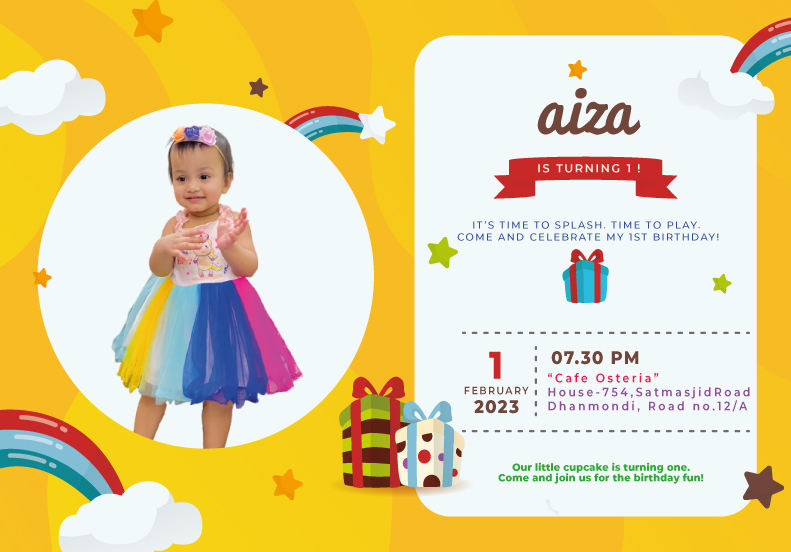 aiza
IS TURNING 1 !
IT'S TIME TO SPLASH. TIME TO PLAY.
COME AND CELEBRATE MY 1ST BIRTHDAY!
1
FEBRUARY
2023
07.30 PM
“Cafe Osteria”
House-754,SatmasjidRoad
Dhanmondi, Road no.12/A
Our little cupcake is turning one.
Come and join us for the birthday fun!